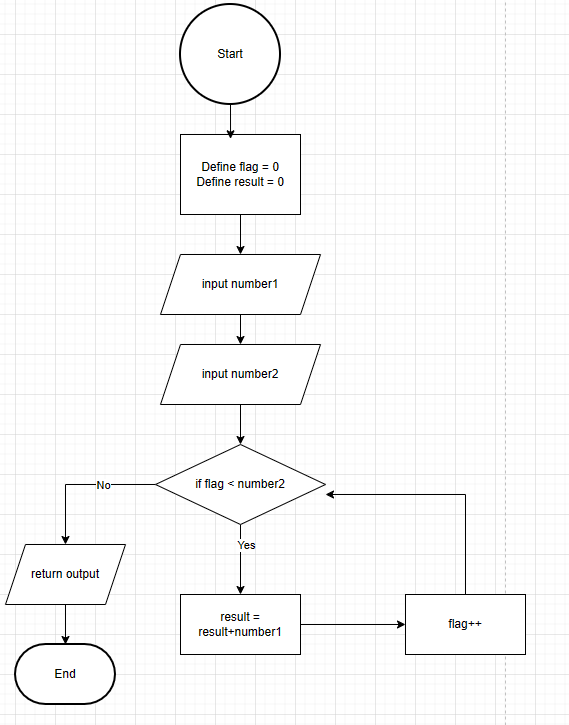 Start
Define flag = 0
Define result = 0
input number1
input number2
if flag < number2
No
Yes
return output
result =
result+number1
flag++
End